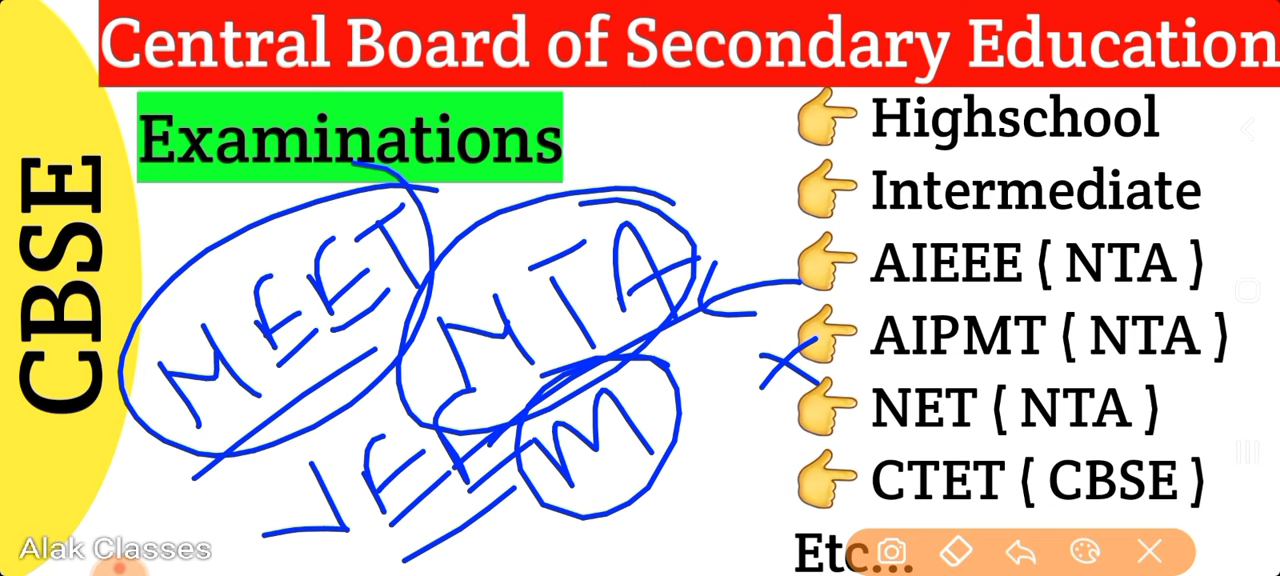 Central Board of Secondary Education
CBSE
Examinations
MEET
NTA
JEE
M
Highschool
Intermediate
AIEEE ( NTA )
AIPMT ( NTA )
NET ( NTA )
CTET ( CBSE )
Etc...
Alak Classes